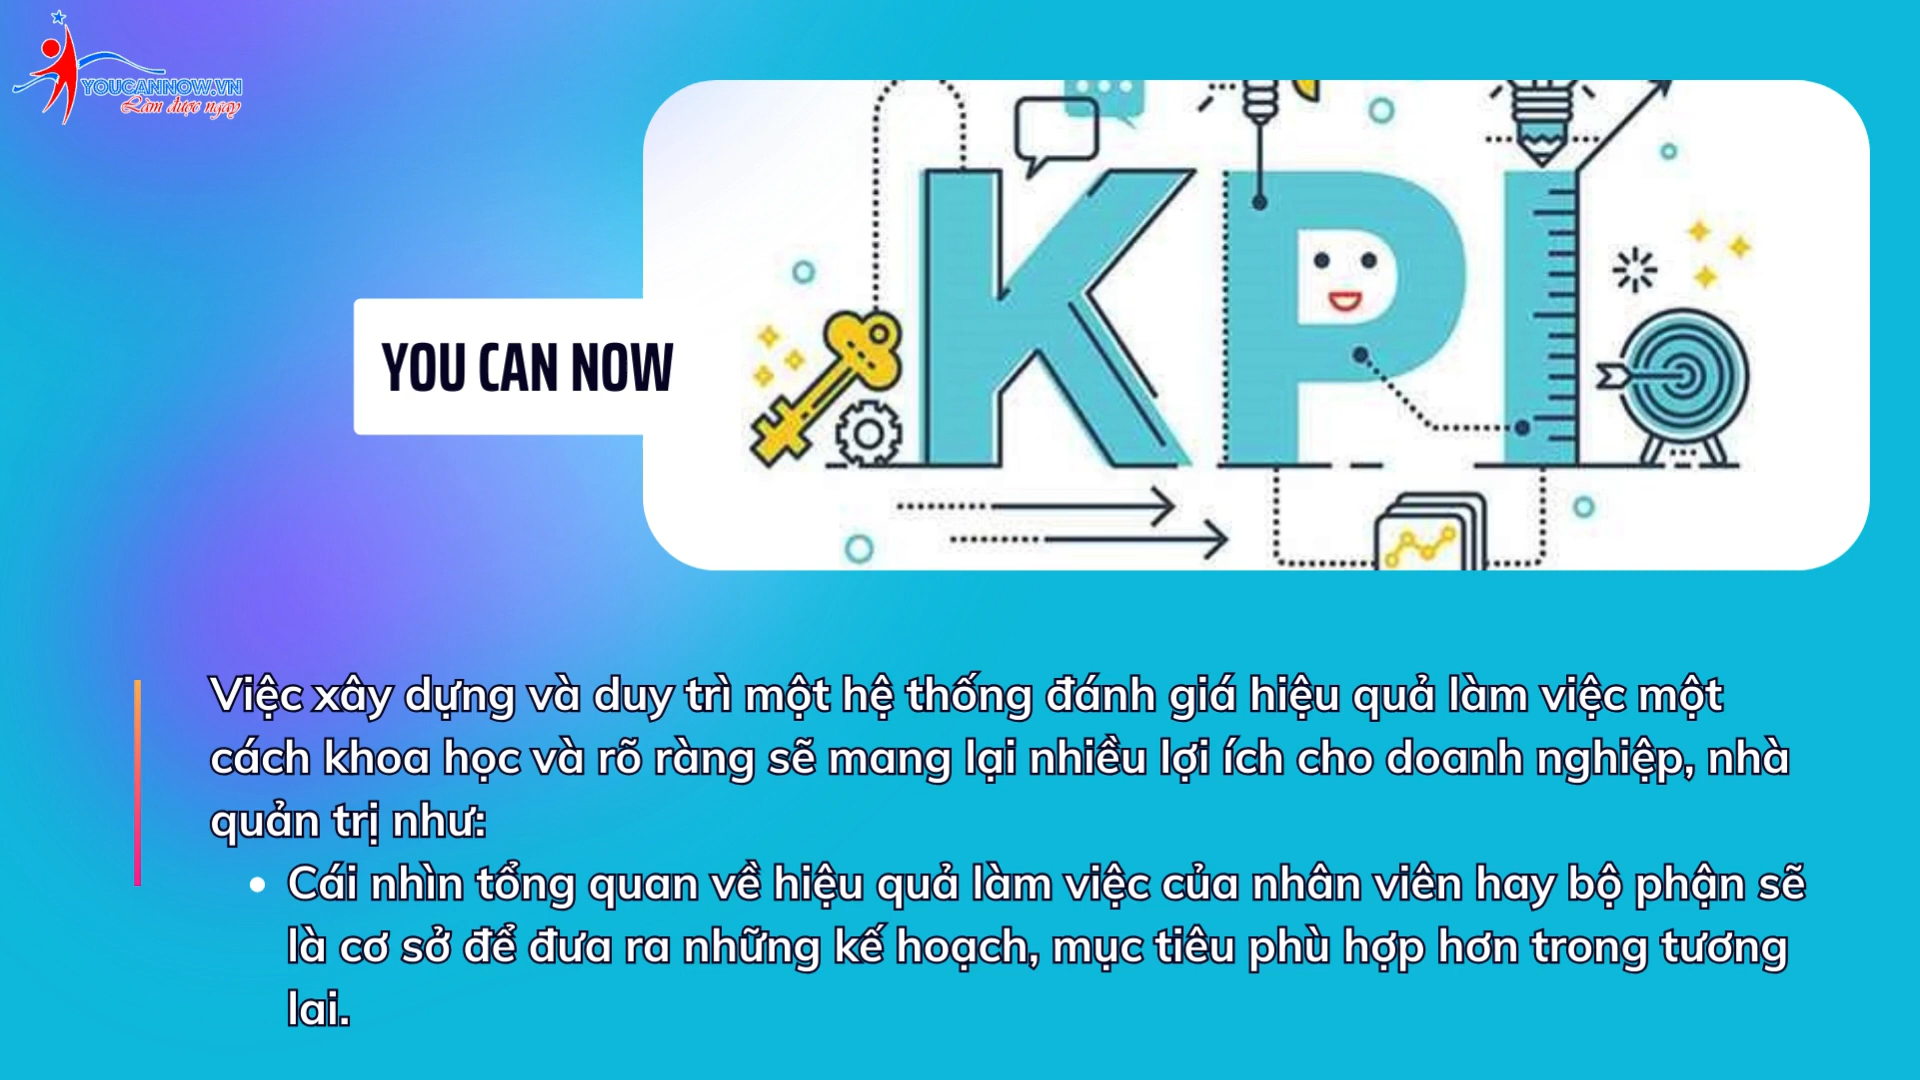 YOUCANNOW.VN
Làm được ngay
KPI
YOU CAN NOW
Việc xây dựng và duy trì một hệ thống đánh giá hiệu quả làm việc một
cách khoa học và rõ ràng sẽ mang lại nhiều lợi ích cho doanh nghiệp, nhà
quản trị như:
• Cái nhìn tổng quan về hiệu quả làm việc của nhân viên hay bộ phận sẽ
là cơ sở để đưa ra những kế hoạch, mục tiêu phù hợp hơn trong tương
lai.